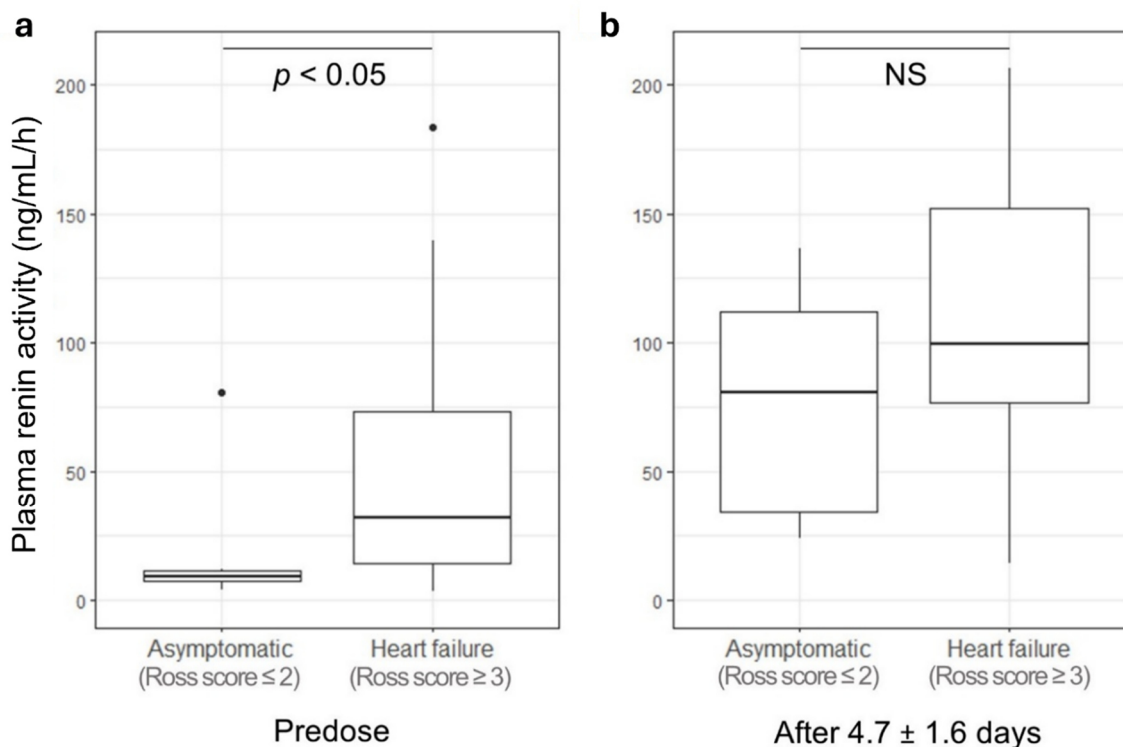 a
b
Plasma renin activity (ng/mL/h)
200
150
100
50
0
p < 0.05
Asymptomatic
(Ross score ≤ 2)
Heart failure
(Ross score ≥ 3)
Predose
200
150
100
50
0
NS
Asymptomatic
(Ross score ≤ 2)
Heart failure
(Ross score ≥ 3)
After 4.7 ± 1.6 days